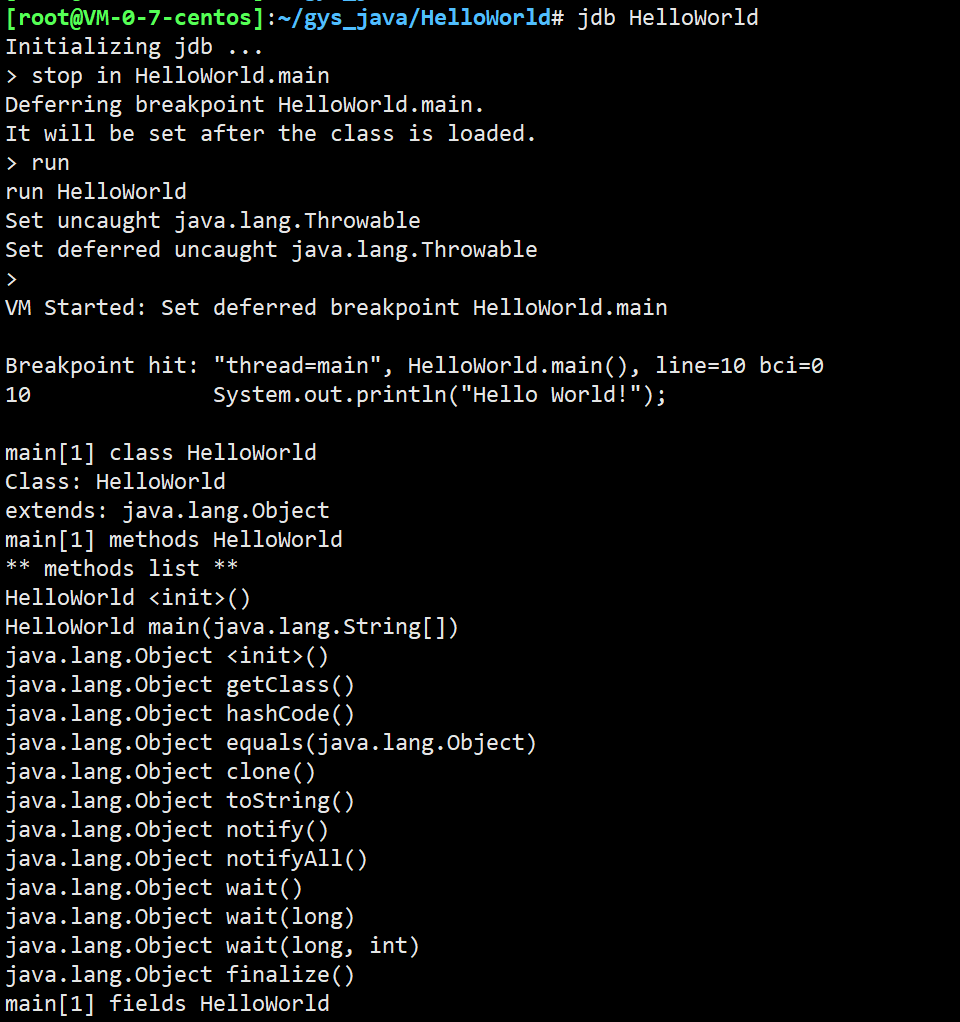 [root@VM-0-7-centos]:~/gys_java/HelloWorld# jdb HelloWorld
Initializing jdb ...
> stop in HelloWorld.main
Deferring breakpoint HelloWorld.main.
It will be set after the class is loaded.
> run
run HelloWorld
Set uncaught java.lang.Throwable
Set deferred uncaught java.lang.Throwable
>
VM Started: Set deferred breakpoint HelloWorld.main
Breakpoint hit: "thread=main", HelloWorld.main(), line=10 bci=0
10              System.out.println("Hello World!");
main[1] class HelloWorld
Class: HelloWorld
extends: java.lang.Object
main[1] methods HelloWorld
** methods list **
HelloWorld <init>()
HelloWorld main(java.lang.String[])
java.lang.Object <init>()
java.lang.Object getClass()
java.lang.Object hashCode()
java.lang.Object equals(java.lang.Object)
java.lang.Object clone()
java.lang.Object toString()
java.lang.Object notify()
java.lang.Object notifyAll()
java.lang.Object wait()
java.lang.Object wait(long)
java.lang.Object wait(long, int)
java.lang.Object finalize()
main[1] fields HelloWorld